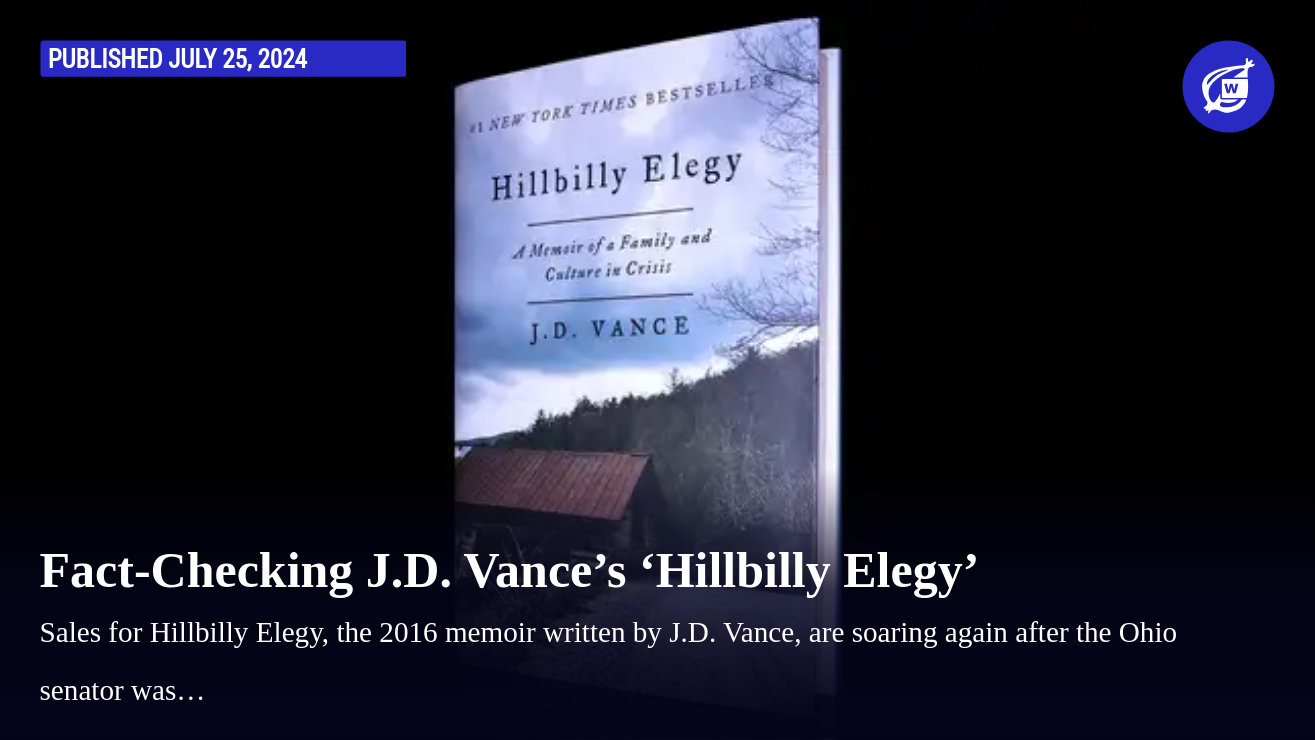 PUBLISHED JULY 25, 2024
#1 NEW YORK TIMES BESTSELLER
Hillbilly Elegy
A Memoir of a Family and
Culture in Crisis
J.D. VANCE
W
Fact-Checking J.D. Vance’s ‘Hillbilly Elegy’
Sales for Hillbilly Elegy, the 2016 memoir written by J.D. Vance, are soaring again after the Ohio
senator was…